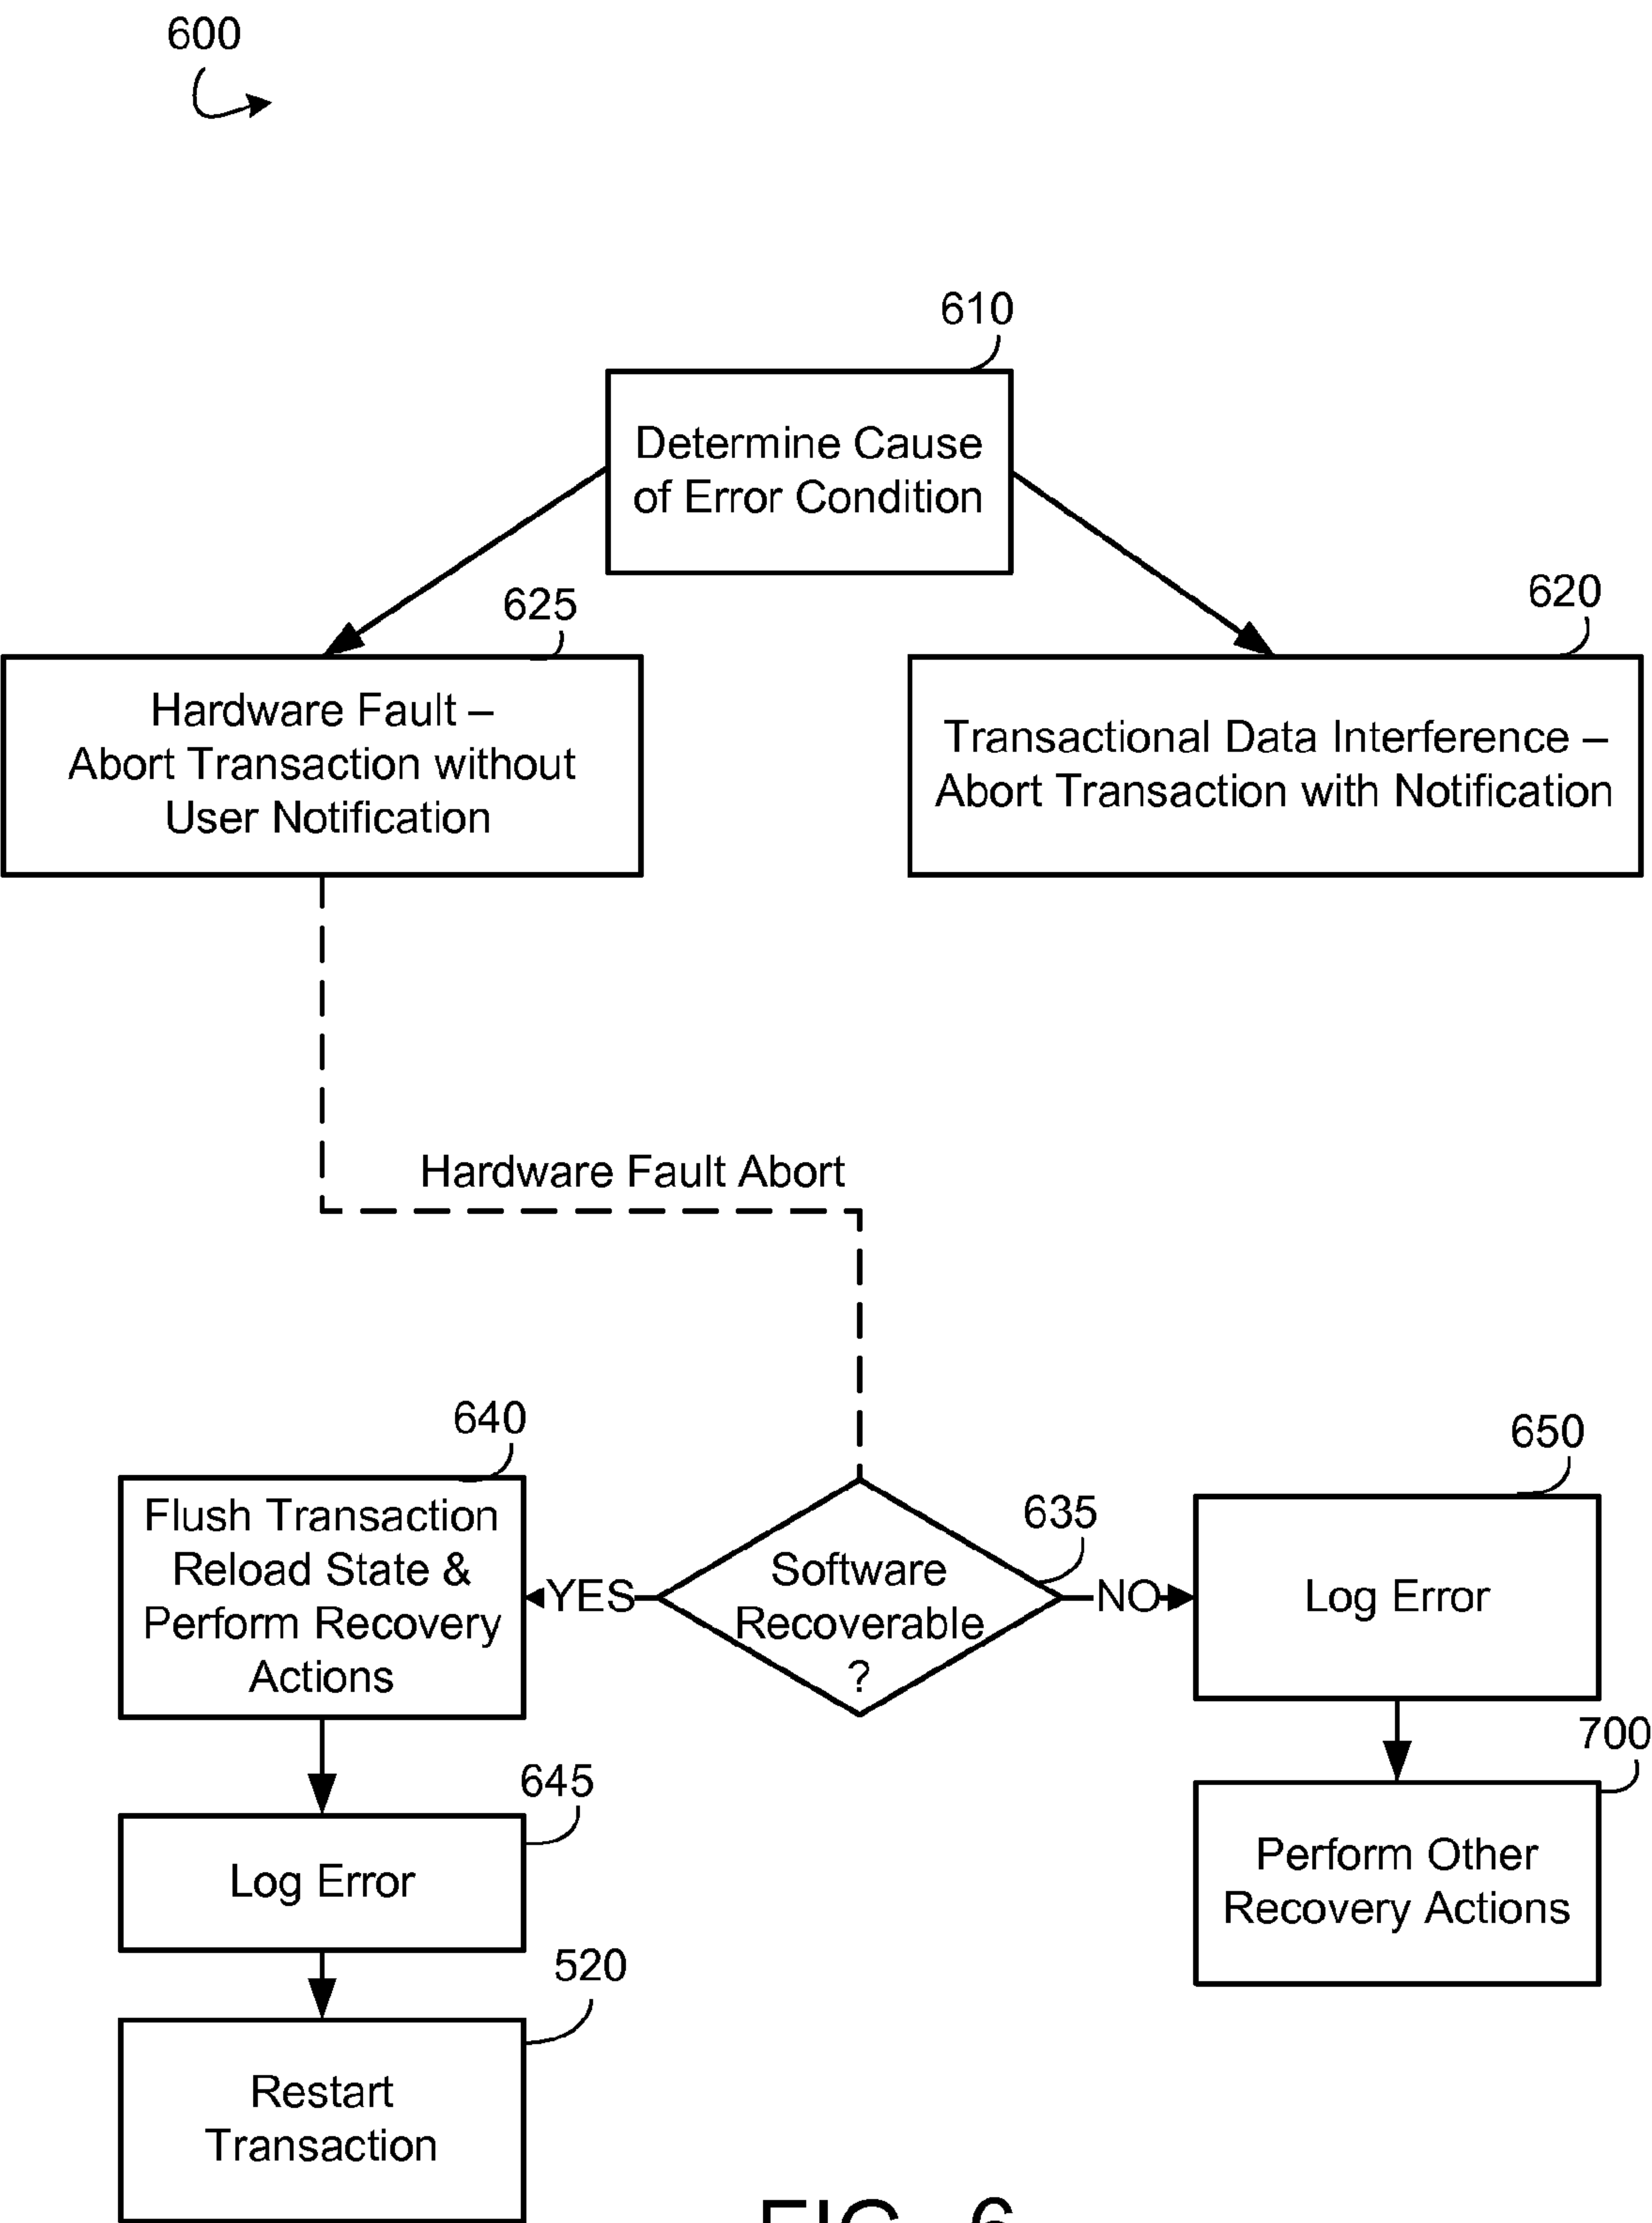 600
610
Determine Cause
of Error Condition
625
620
Hardware Fault –
Abort Transaction without
User Notification
Transactional Data Interference –
Abort Transaction with Notification
Hardware Fault Abort
640
650
635
Flush Transaction
Reload State &
Perform Recovery
Actions
YES
Software
Recoverable
?
NO
Log Error
700
645
Log Error
Perform Other
Recovery Actions
520
Restart
Transaction
FIG. 6